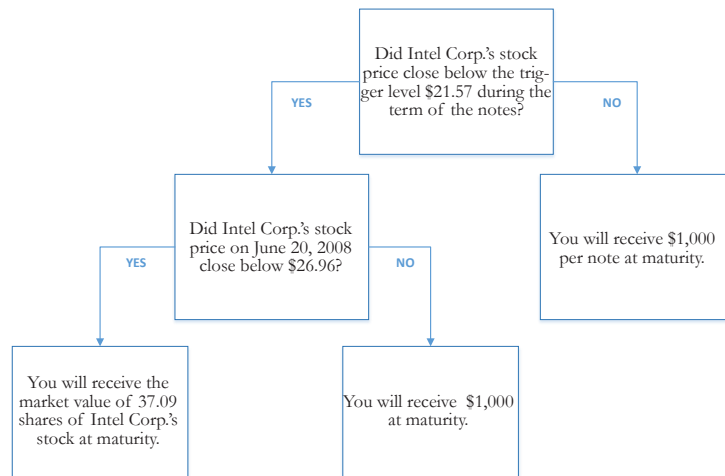 Did Intel Corp.'s stock
price close below the trig-
ger level $21.57 during the
term of the notes?
YES
NO
Did Intel Corp.'s stock
price on June 20, 2008
close below $26.96?
You will receive $1,000
per note at maturity.
YES
NO
You will receive the
market value of 37.09
shares of Intel Corp.'s
stock at maturity.
You will receive $1,000
at maturity.